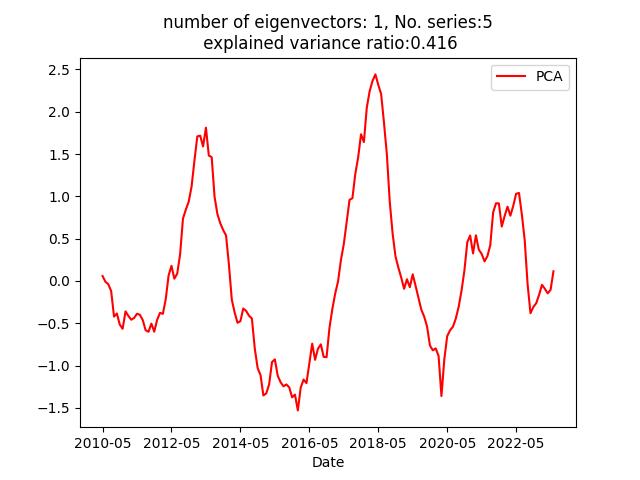 number of eigenvectors: 1, No. series:5
explained variance ratio:0.416
PCA
2.5
2.0
1.5
1.0
0.5
0.0
−0.5
−1.0
−1.5
2010-05 2012-05 2014-05 2016-05 2018-05 2020-05 2022-05
Date